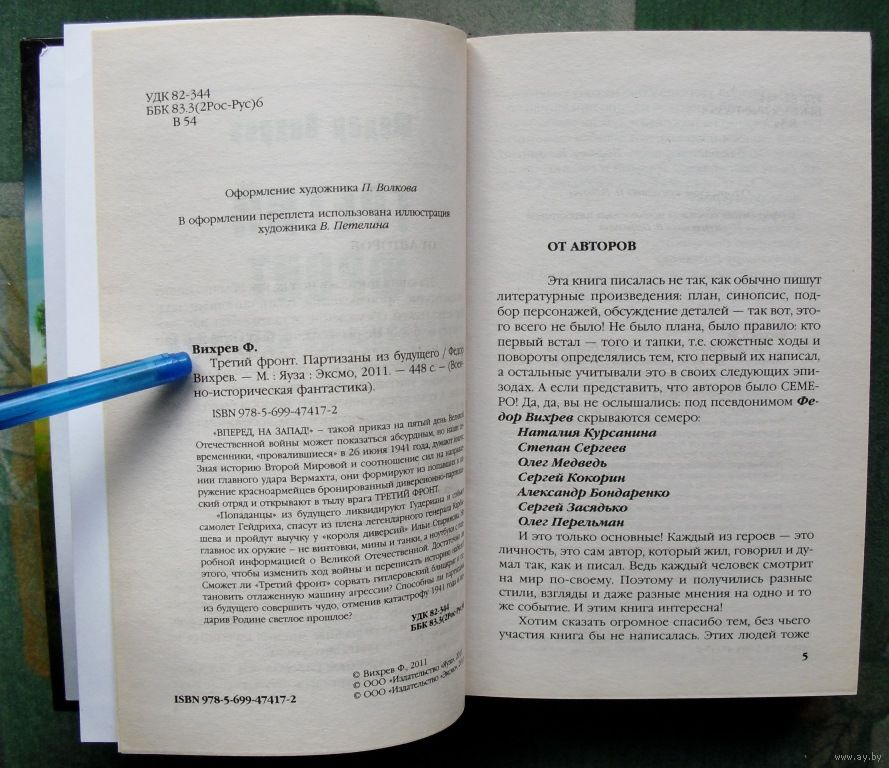 УДК 82-344
ББК 83.3(2Рос-Рус)6
В 54
Оформление художника П. Волкова
В оформлении переплета использована иллюстрация
художника В. Петелина
Вихрев Ф.
Третий фронт. Партизаны из будущего / Федор
Вихрев. — М. : Яуза : Эксмо, 2011. — 448 с. — (Воен-
но-историческая фантастика).
ISBN 978-5-699-47417-2
«ВПЕРЕД, НА ЗАПАД!» – такой приказ на пятый день Великой
Отечественной войны может показаться абсурдным, но наши
временники, «провалившиеся» в 26 июня 1941 года, думают иначе.
Зная историю Второй Мировой и соотношение сил на направле-
нии главного удара Вермахта, они формируют из попавших в
ружение красноармейцев бронированный диверсионно-партизан-
ский отряд и открывают в тылу врага ТРЕТИЙ ФРОНТ.
«Попаданцы» из будущего ликвидируют Гудериана и
самолет Гейдриха, спасут из плена легендарного генерала Карбы-
шева и пройдут выучку у «короля диверсий» Ильи Старинова.
главное их оружие – не винтовки, мины и танки, а ноутбук с
робной информацией о Великой Отечественной. Достаточно ли
этого, чтобы изменить ход войны и переписать историю
Сможет ли «Третий фронт» сорвать гитлеровский блицкриг и
тановить отлаженную машину агрессии? Способны ли партизаны
из будущего совершить чудо, отменив катастрофу 1941 года и
дарив Родине светлое прошлое?
УДК 82-344
ББК 83.3(2Рос-Рус)6
© Вихрев Ф., 2011
© ООО «Издательство «Яуза», 2011
© ООО «Издательство «Эксмо», 2011
ISBN 978-5-699-47417-2
ОТ АВТОРОВ
Эта книга писалась не так, как обычно пишут
литературные произведения: план, синопсис, под-
бор персонажей, обсуждение деталей — так вот, это-
го всего не было! Не было плана, было правило: кто
первый встал — того и тапки, т.е. сюжетные ходы и
повороты определялись тем, кто первый их написал,
а остальные учитывали это в своих следующих эпи-
зодах. А если представить, что авторов было СЕМЕ-
РО! Да, да, вы не ослышались: под псевдонимом Фе-
дор Вихрев скрываются семеро:
Наталия Курсанина
Степан Сергеев
Олег Медведь
Сергей Кокорин
Александр Бондаренко
Сергей Засядько
Олег Перельман
И это только основные! Каждый из героев — это
личность, это сам автор, который жил, говорил и ду-
мал так, как и писал. Ведь каждый человек смотрит
на мир по-своему. Поэтому и получились разные
стили, взгляды и даже разные мнения на одно и то
же событие. И этим книга интересна!
Хотим сказать огромное спасибо тем, без чьего
участия книга бы не написалась. Этих людей тоже
5
www.ay.by